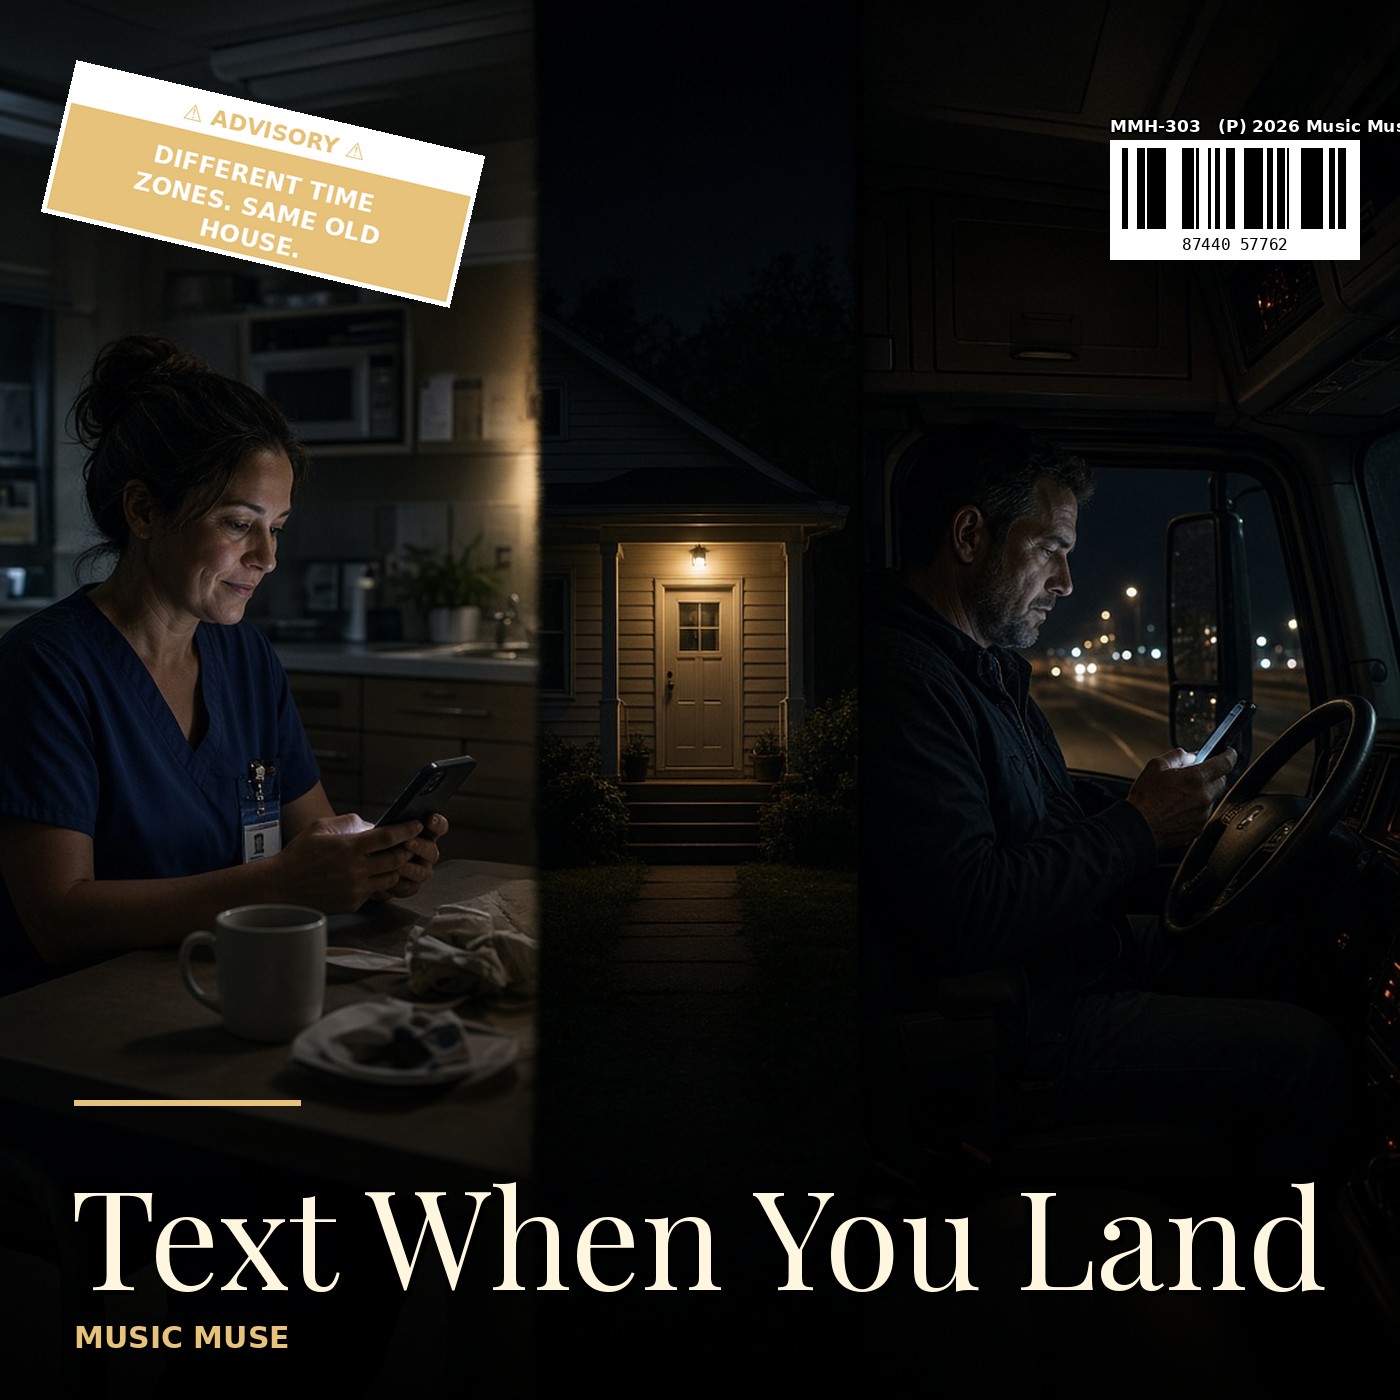 ⚠ ADVISORY ⚠
DIFFERENT TIME
ZONES. SAME OLD
HOUSE.
MMH-303 (P) 2026 Music Mus
87440 57762
Text When You Land
MUSIC MUSE